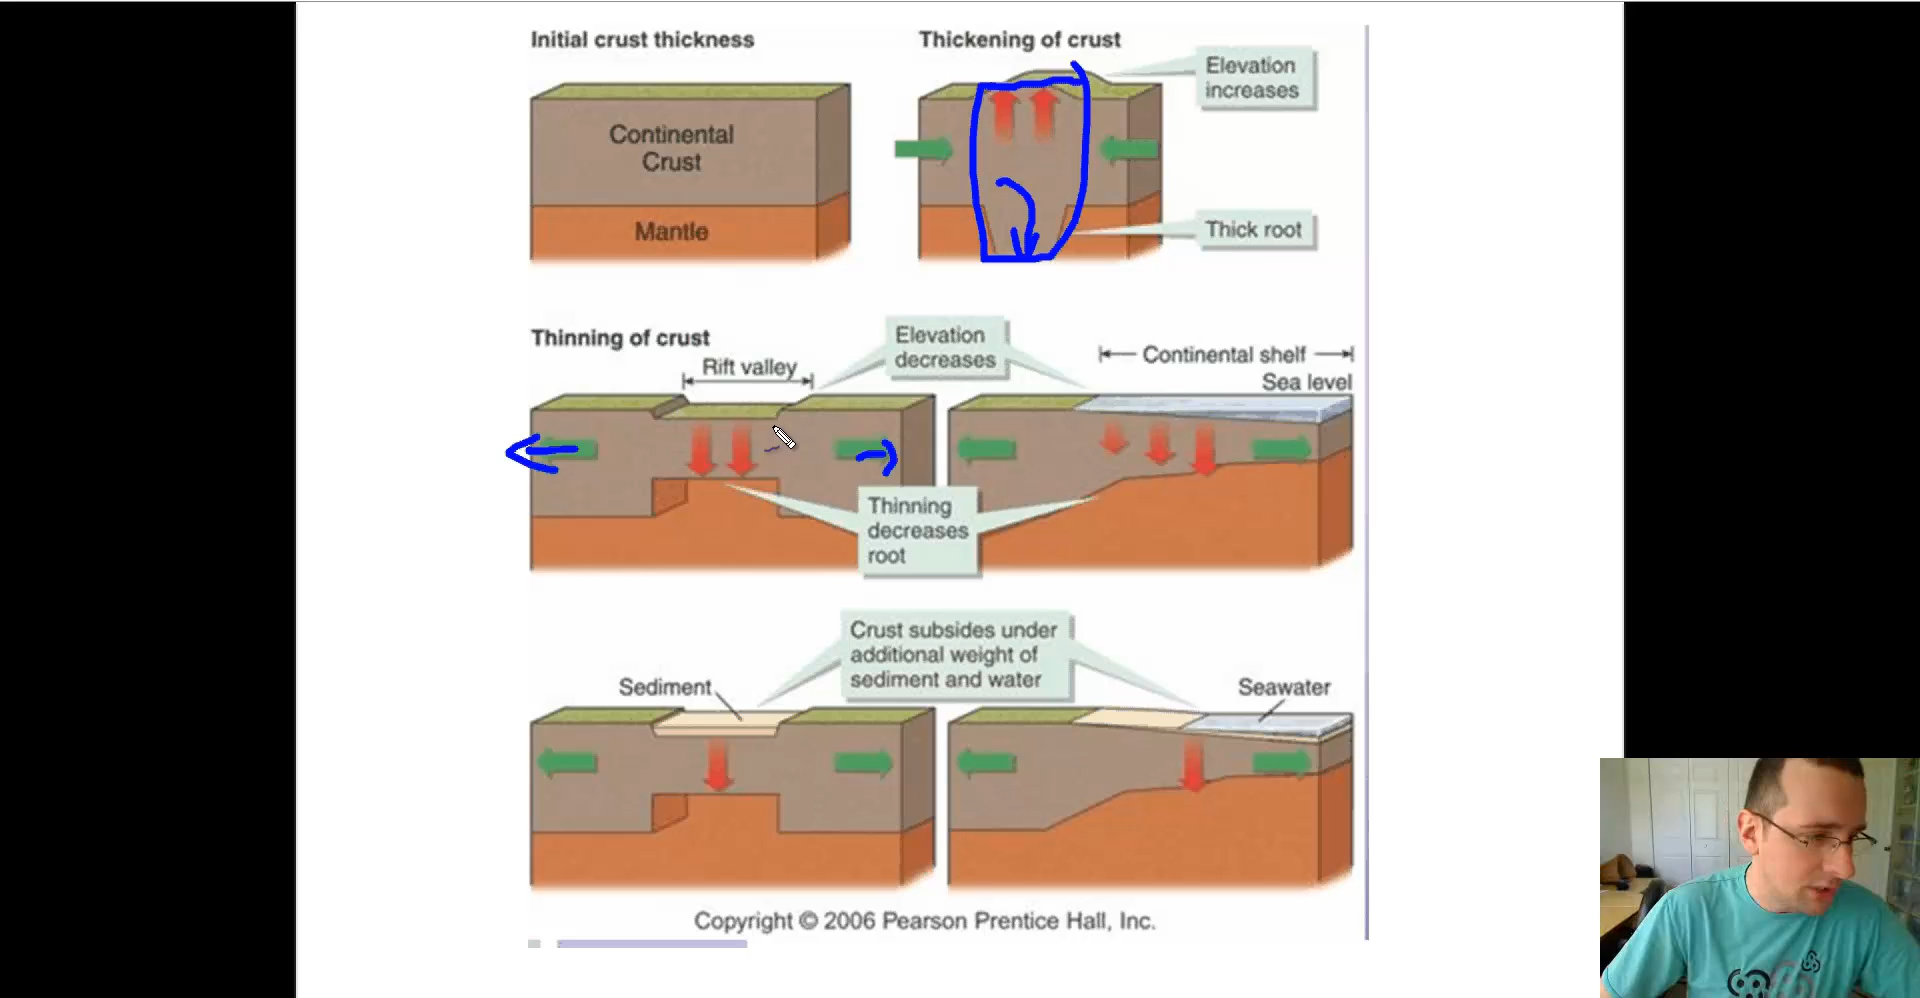 Initial crust thickness
Thickening of crust
Elevation
increases
Continental
Crust
Mantle
Thick root
Thinning of crust
Rift valley
Elevation
decreases
Continental shelf
Sea level
Thinning
decreases
root
Crust subsides under
additional weight of
sediment and water
Sediment
Seawater
Copyright © 2006 Pearson Prentice Hall, Inc.